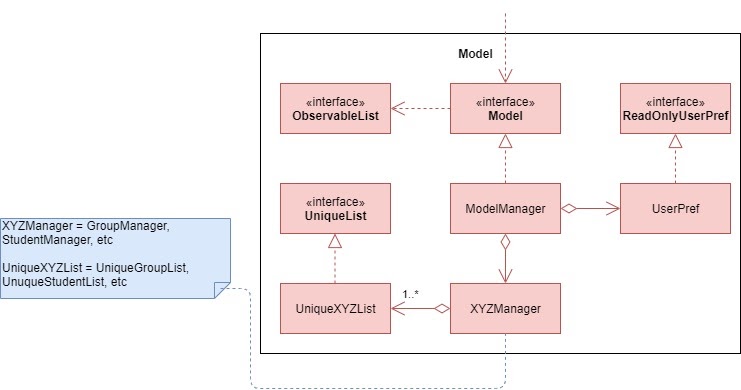 Model
«interface»
ObservableList
«interface»
Model
«interface»
ReadOnlyUserPref
«interface»
UniqueList
ModelManager
UserPref
XYZManager = GroupManager,
StudentManager, etc
UniqueXYZList = UniqueGroupList,
UnuqueStudentList, etc
UniqueXYZList
1..*
XYZManager